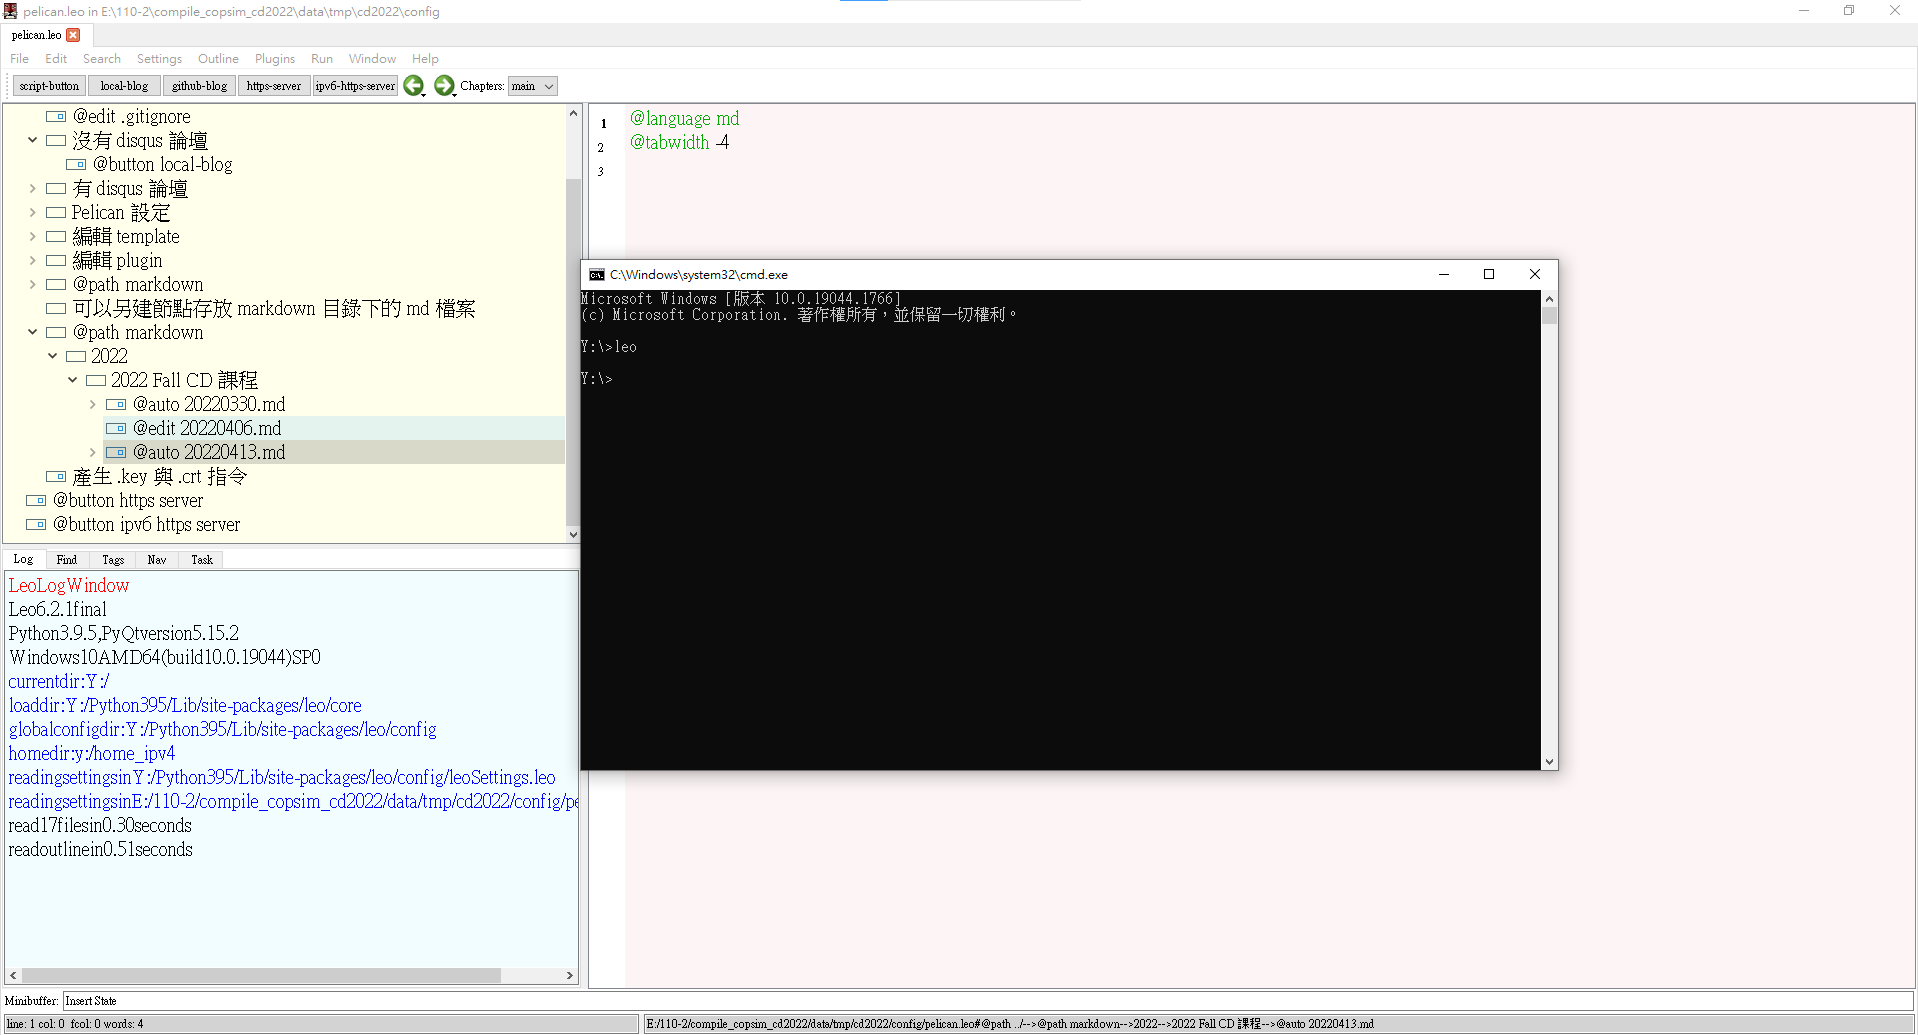 pelican.leo in E:\110-2\compile_copsim_cd2022\data\tmp\cd2022\config
pelican.leo
File Edit Search Settings Outline Plugins Run Window Help
script-button local-blog github-blog https-server ipv6-https-server Chapters: main
@edit .gitignore
沒有 disqus 論壇
@button local-blog
有 disqus 論壇
Pelican 設定
編輯 template
編輯 plugin
@path markdown
可以另建節點存放 markdown 目錄下的 md 檔案
@path markdown
2022
2022 Fall CD 課程
@auto 20220330.md
@edit 20220406.md
@auto 20220413.md
產生 .key 與 .crt 指令
@button https server
@button ipv6 https server
1 @language md
2 @tabwidth -4
3
C:\Windows\system32\cmd.exe
Microsoft Windows [版本 10.0.19044.1766]
(c) Microsoft Corporation. 著作權所有，並保留一切權利。
Y:\>leo
Y:\>
Log Find Tags Nav Task
LeoLogWindow
Leo6.2.1final
Python3.9.5,PyQtversion5.15.2
Windows10AMD64(build10.0.19044)SP0
currentdir:Y:/
loaddir:Y:/Python395/Lib/site-packages/leo/core
globalconfigdir:Y:/Python395/Lib/site-packages/leo/config
homedir:y:/home_ipv4
readingsettingsinY:/Python395/Lib/site-packages/leo/config/leoSettings.leo
readingsettingsinE:/110-2/compile_copsim_cd2022/data/tmp/cd2022/config/pe
read17filesin0.30seconds
readoutlinein0.51seconds
Minibuffer: Insert State
line: 1 col: 0 fcol: 0 words: 4
E:/110-2/compile_copsim_cd2022/data/tmp/cd2022/config/pelican.leo#@path ../-->@path markdown-->2022-->2022 Fall CD 課程-->@auto 20220413.md